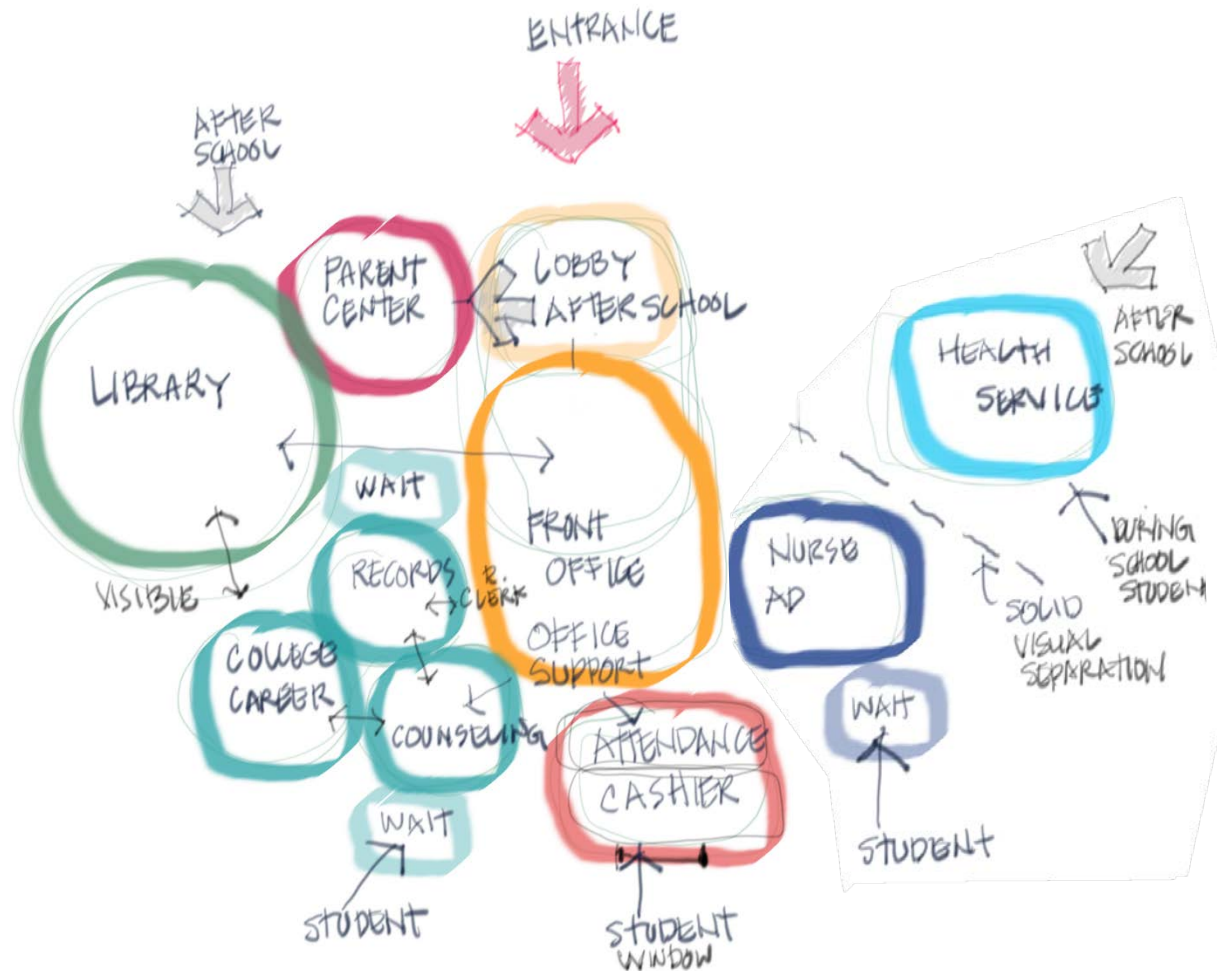 ENTRANCE
AFTER
SCHOOL
PARENT
CENTER
LOBBY
AFTER SCHOOL
LIBRARY
HEALTH
SERVICE
AFTER
SCHOOL
WAIT
FRONT
OFFICE
RECORDS
R.
CLERK
VISIBLE
NURSE
AD
DURING
SCHOOL
STUDENT
SOLID
VISUAL
SEPARATION
OFFICE
SUPPORT
COLLEGE
CAREER
COUNSELING
ATTENDANCE
CASHIER
WAIT
WAIT
STUDENT
STUDENT
STUDENT
WINDOW